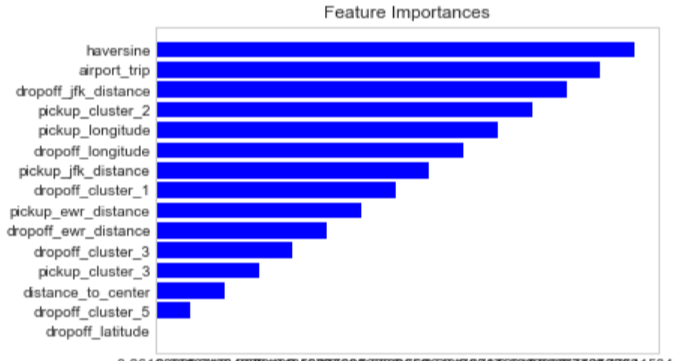 Feature Importances
haversine
airport_trip
dropoff_jfk_distance
pickup_cluster_2
pickup_longitude
dropoff_longitude
pickup_jfk_distance
dropoff_cluster_1
pickup_ewr_distance
dropoff_ewr_distance
dropoff_cluster_3
pickup_cluster_3
distance_to_center
dropoff_cluster_5
dropoff_latitude